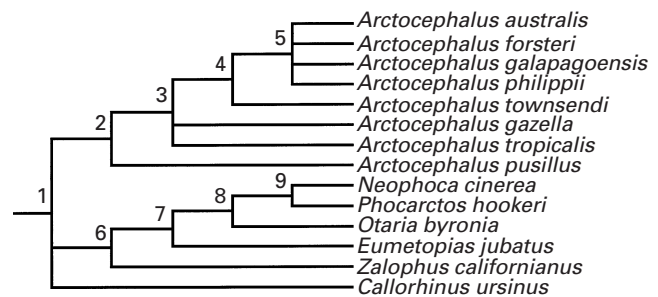 Arctocephalus australis
5
Arctocephalus forsteri
4
Arctocephalus galapagoensis
Arctocephalus philippii
3
Arctocephalus townsendi
2
Arctocephalus gazella
Arctocephalus tropicalis
Arctocephalus pusillus
1
9
Neophoca cinerea
8
Phocarctos hookeri
7
Otaria byronia
6
Eumetopias jubatus
Zalophus californianus
Callorhinus ursinus